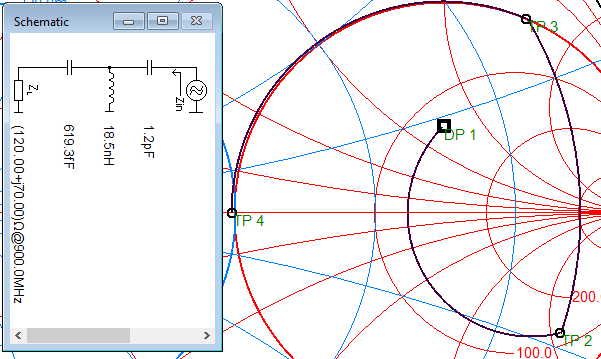 Schematic
Z_L
Zin
(120.00+j70.00)Ω@900.0MHz
619.3fF
18.5nH
1.2pF
TP 3
DP 1
TP 4
200.
TP 2
100.0